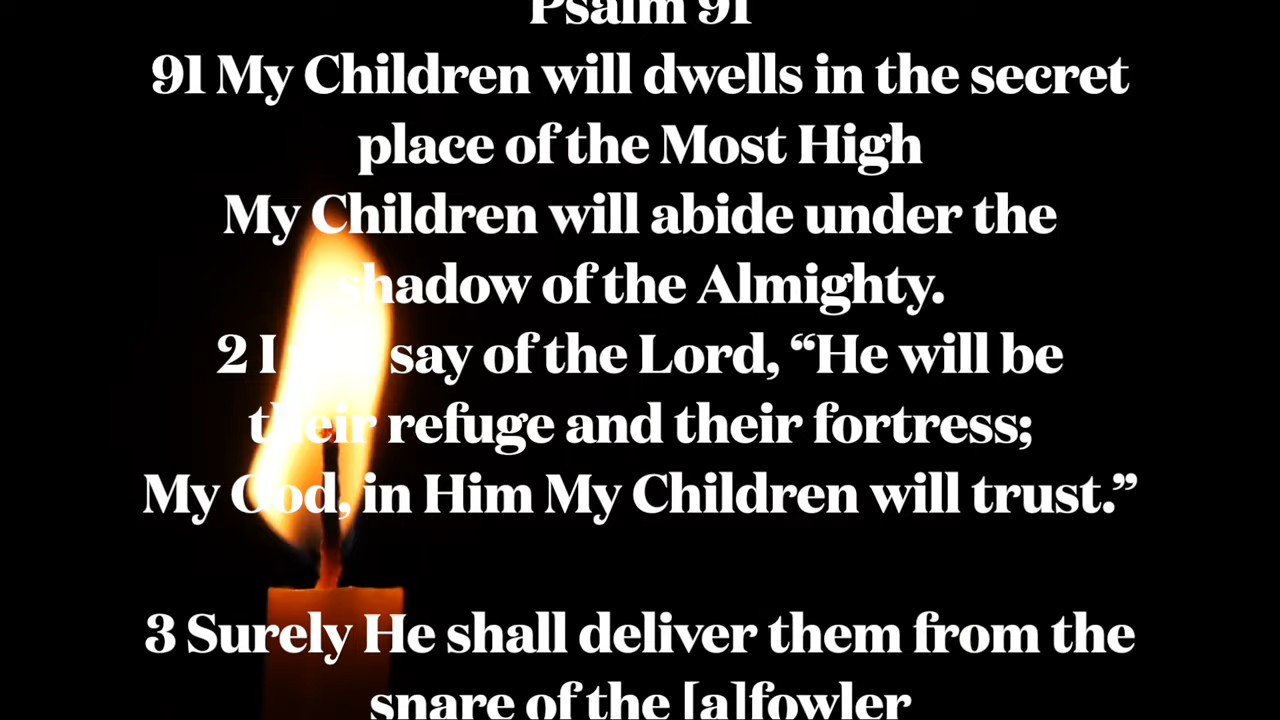 Psalm 91
91 My Children will dwells in the secret
place of the Most High
My Children will abide under the
shadow of the Almighty.
2 I say of the Lord, “He will be
their refuge and their fortress;
My God, in Him My Children will trust.”
3 Surely He shall deliver them from the
snare of the [a]fowler